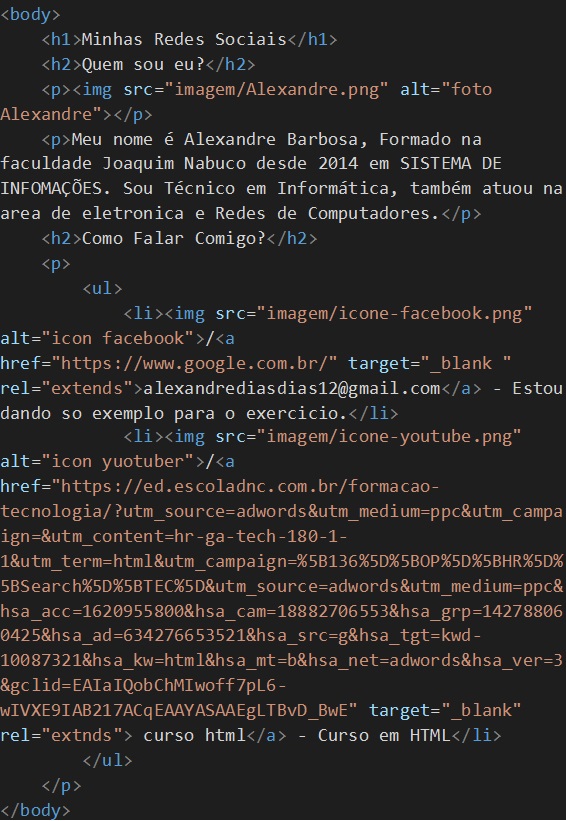 <body>
<h1>Minhas Redes Sociais</h1>
<h2>Quem sou eu?</h2>
<p><img src="imagem/Alexandre.png" alt="foto
Alexandre"></p>
<p>Meu nome é Alexandre Barbosa, Formado na
faculdade Joaquim Nabuco desde 2014 em SISTEMA DE
INFOMAÇÕES. Sou Técnico em Informática, também atuou na
area de eletronica e Redes de Computadores.</p>
<h2>Como Falar Comigo?</h2>
<p>
<ul>
<li><img src="imagem/icone-facebook.png"
alt="icon facebook">/<a
href="https://www.google.com.br/" target="_blank "
rel="extends">alexandrediasdias12@gmail.com</a> - Estou
dando so exemplo para o exercicio.</li>
<li><img src="imagem/icone-youtube.png"
alt="icon yuotuber">/<a
href="https://ed.escoladnc.com.br/formacao-
tecnologia/?utm_source=adwords&utm_medium=ppc&utm_campa
ign=&utm_content=hr-ga-tech-180-1-
1&utm_term=html&utm_campaign=%5B136%5D%5BOP%5D%5BHR%5D%
5BSearch%5D%5BTEC%5D&utm_source=adwords&utm_medium=ppc&
hsa_acc=1620955800&hsa_cam=18882706553&hsa_grp=14278806
0425&hsa_ad=634276653521&hsa_src=g&hsa_tgt=kwd-
10087321&hsa_kw=html&hsa_mt=b&hsa_net=adwords&hsa_ver=3
&gclid=EAIaIQobChMIwoff7pL6-
wIVXE9IAB217ACqEAAYASAAEgLTBvD_BwE" target="_blank"
rel="extnds"> curso html</a> - Curso em HTML</li>
</ul>
</p>
</body>